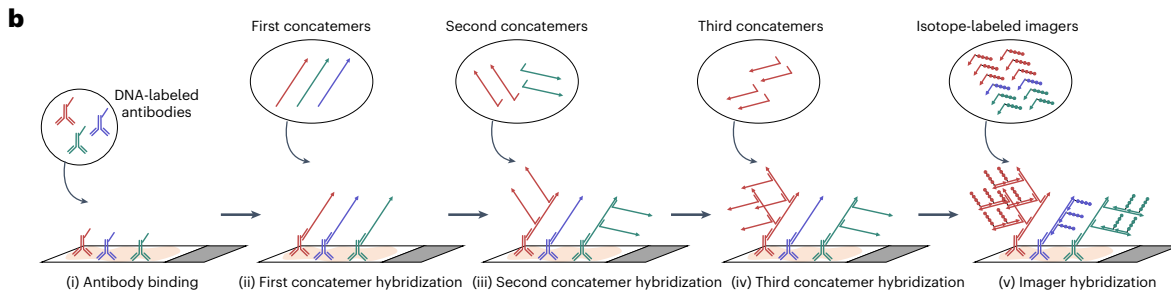 b
First concatemers
Second concatemers
Third concatemers
Isotope-labeled imagers
DNA-labeled
antibodies
(i) Antibody binding
(ii) First concatemer hybridization
(iii) Second concatemer hybridization
(iv) Third concatemer hybridization
(v) Imager hybridization